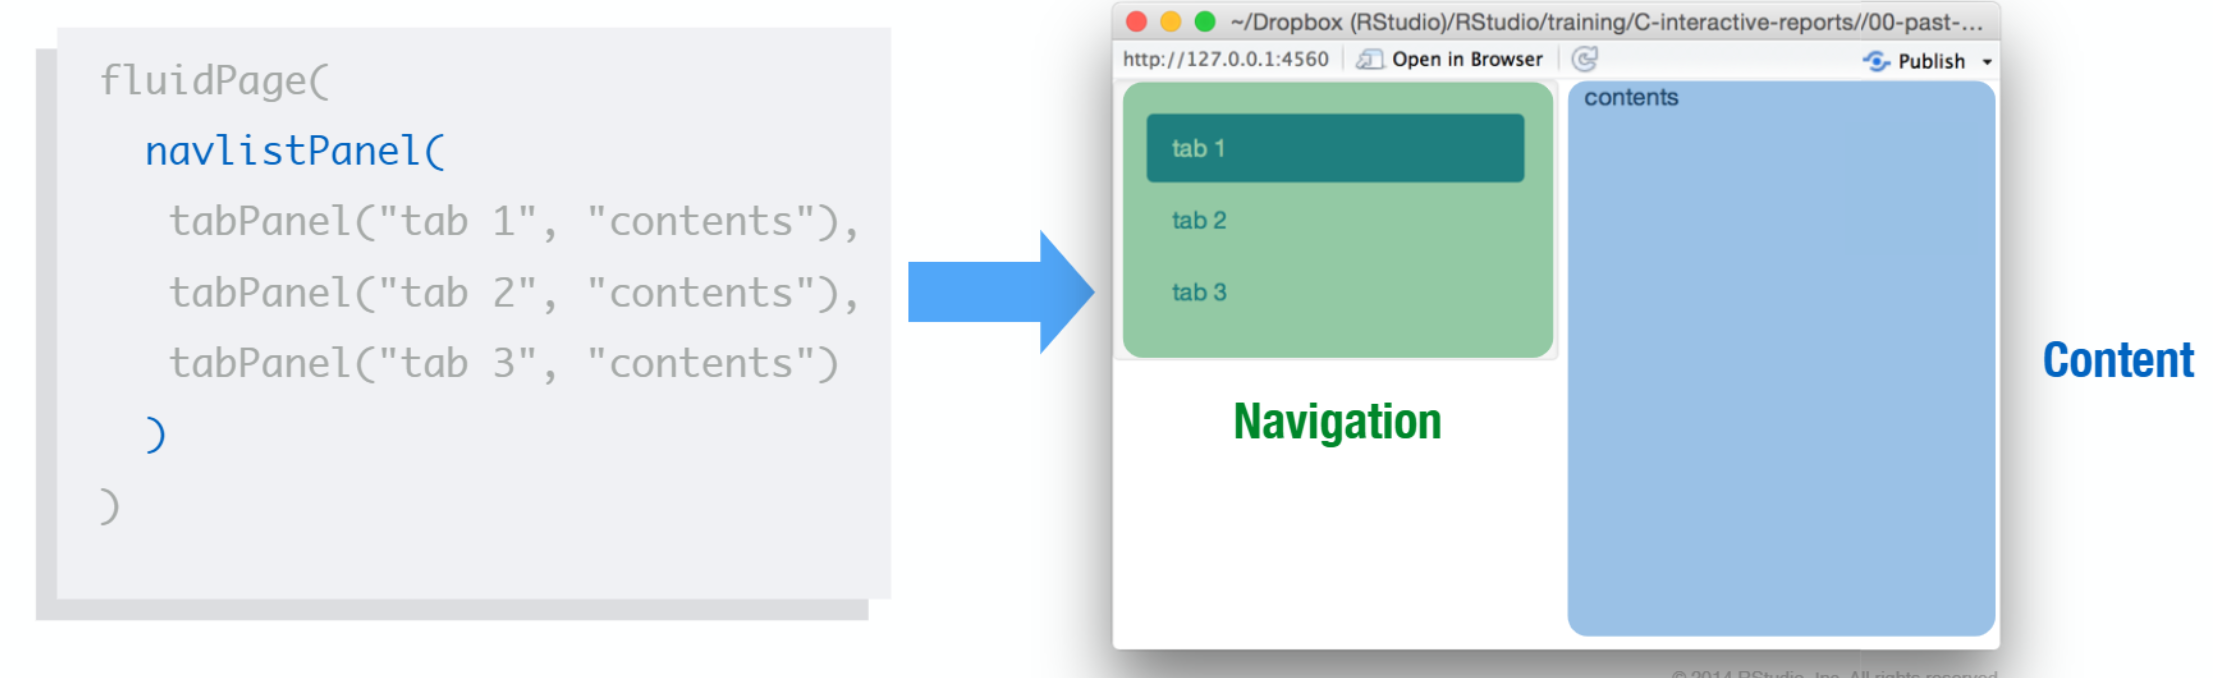 fluidPage(
navlistPanel(
tabPanel("tab 1", "contents"),
tabPanel("tab 2", "contents"),
tabPanel("tab 3", "contents")
)
)
~/Dropbox (RStudio)/RStudio/training/C-interactive-reports//00-past-...
http://127.0.0.1:4560 Open in Browser Publish
tab 1
tab 2
tab 3
contents
Navigation
Content
© 2014 RStudio, Inc. All rights reserved.